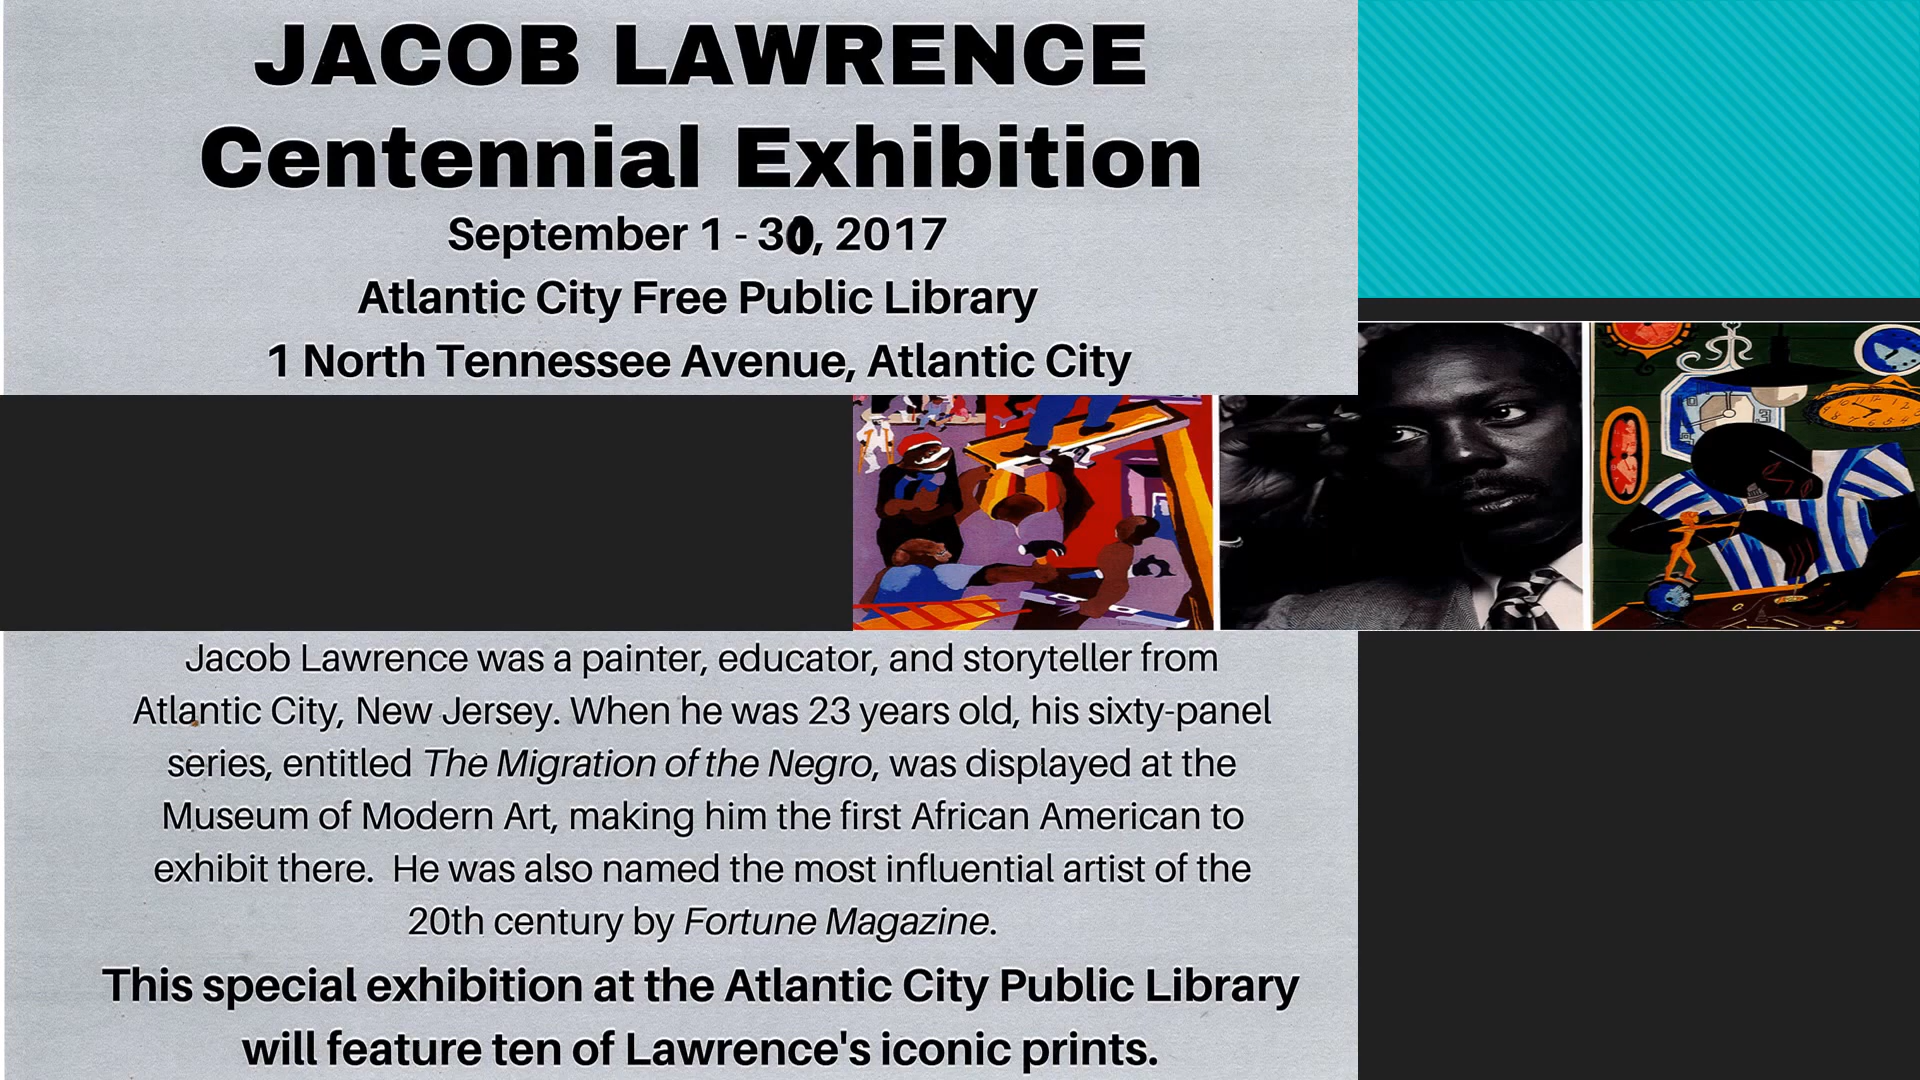 JACOB LAWRENCE
Centennial Exhibition
September 1 - 30, 2017
Atlantic City Free Public Library
1 North Tennessee Avenue, Atlantic City
Jacob Lawrence was a painter, educator, and storyteller from
Atlantic City, New Jersey. When he was 23 years old, his sixty-panel
series, entitled The Migration of the Negro, was displayed at the
Museum of Modern Art, making him the first African American to
exhibit there. He was also named the most influential artist of the
20th century by Fortune Magazine.
This special exhibition at the Atlantic City Public Library
will feature ten of Lawrence's iconic prints.